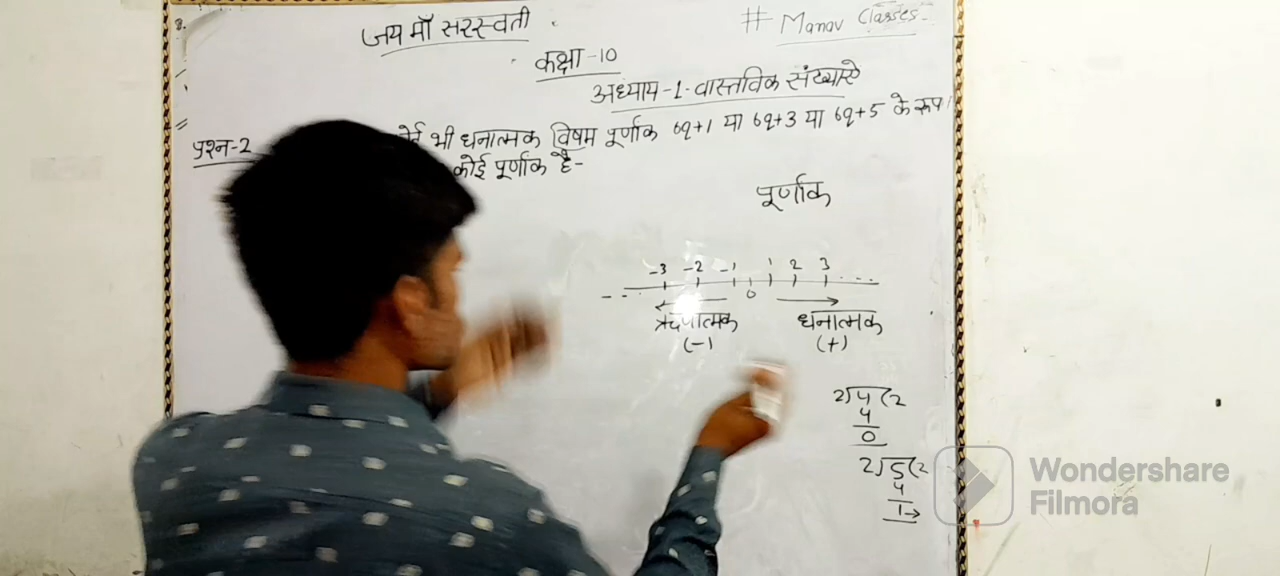 जय माँ सरस्वती
# Manav Classes
कक्षा -10
अध्याय -1. वास्तविक संख्याएँ
प्रश्न-2
भी धनात्मक विषम पूर्णांक 6q+1 या 6q+3 या 6q+5 के रूप
कोई पूर्णांक है-
पूर्णांक
-3 -2 -1 1 2 3 ...
0
ऋणात्मक धनात्मक
(-) (+)
2)4(2
4
0
2)5(2
4
1→
Wondershare
Filmora